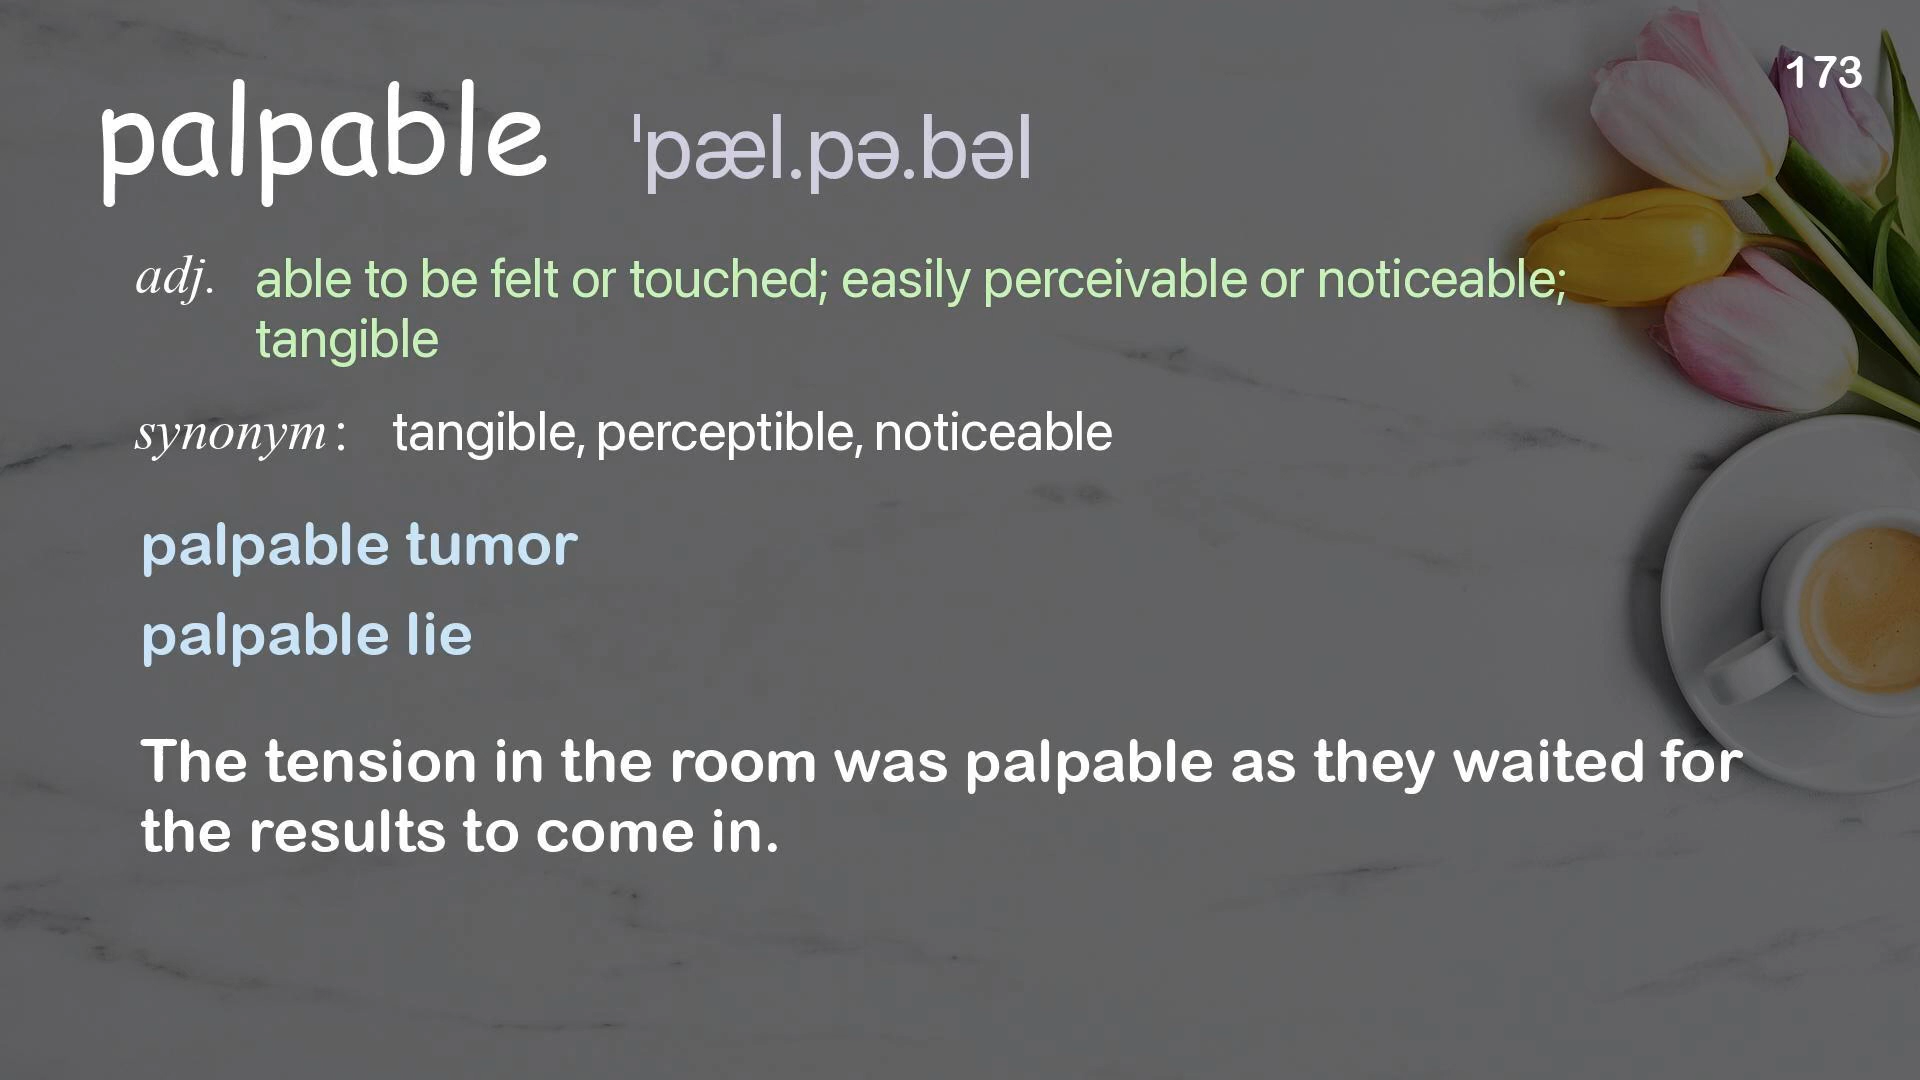 173
palpable ˈpæl.pə.bəl
adj. able to be felt or touched; easily perceivable or noticeable;
tangible
synonym: tangible, perceptible, noticeable
palpable tumor
palpable lie
The tension in the room was palpable as they waited for
the results to come in.